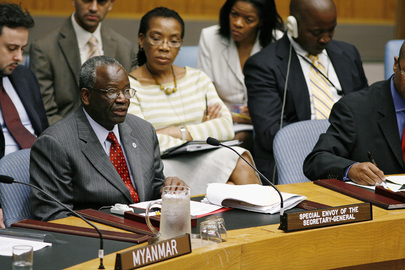 SPECIAL ENVOY OF THE
SECRETARY-GENERAL
MYANMAR